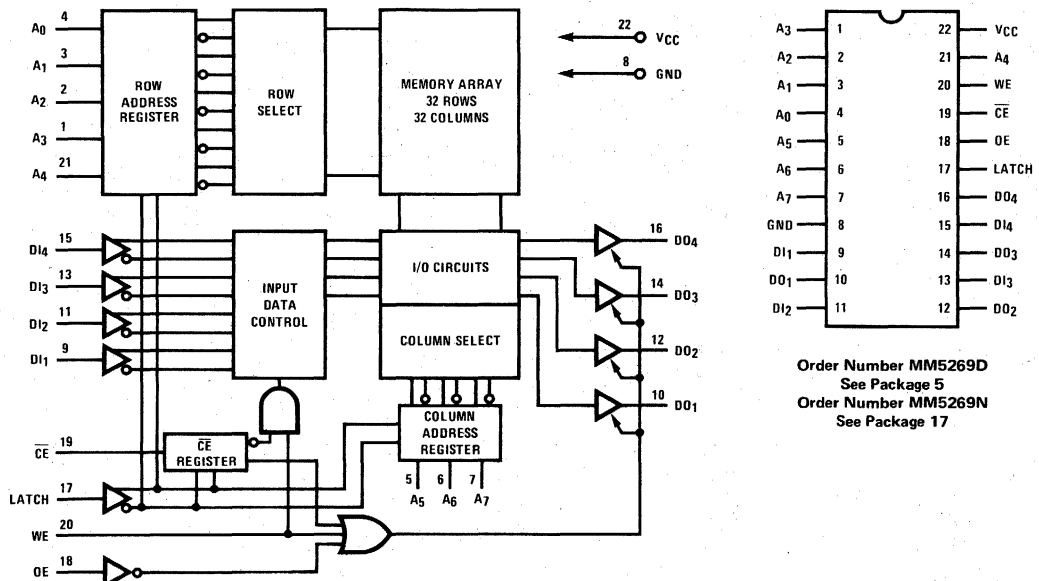 A0 4
A1 3
A2 2
A3 1
A4 21
ROW
ADDRESS
REGISTER
ROW
SELECT
MEMORY ARRAY
32 ROWS
32 COLUMNS
22 VCC
8 GND
DI4 15
DI3 13
DI2 11
DI1 9
INPUT
DATA
CONTROL
I/O CIRCUITS
COLUMN SELECT
16 DO4
14 DO3
12 DO2
10 DO1
COLUMN
ADDRESS
REGISTER
5 6 7
A5 A6 A7
CE 19
CE
REGISTER
LATCH 17
WE 20
OE 18
A3 1 22 VCC
A2 2 21 A4
A1 3 20 WE
A0 4 19 CE
A5 5 18 OE
A6 6 17 LATCH
A7 7 16 DO4
GND 8 15 DI4
DI1 9 14 DO3
DO1 10 13 DI3
DI2 11 12 DO2
Order Number MM5269D
See Package 5
Order Number MM5269N
See Package 17